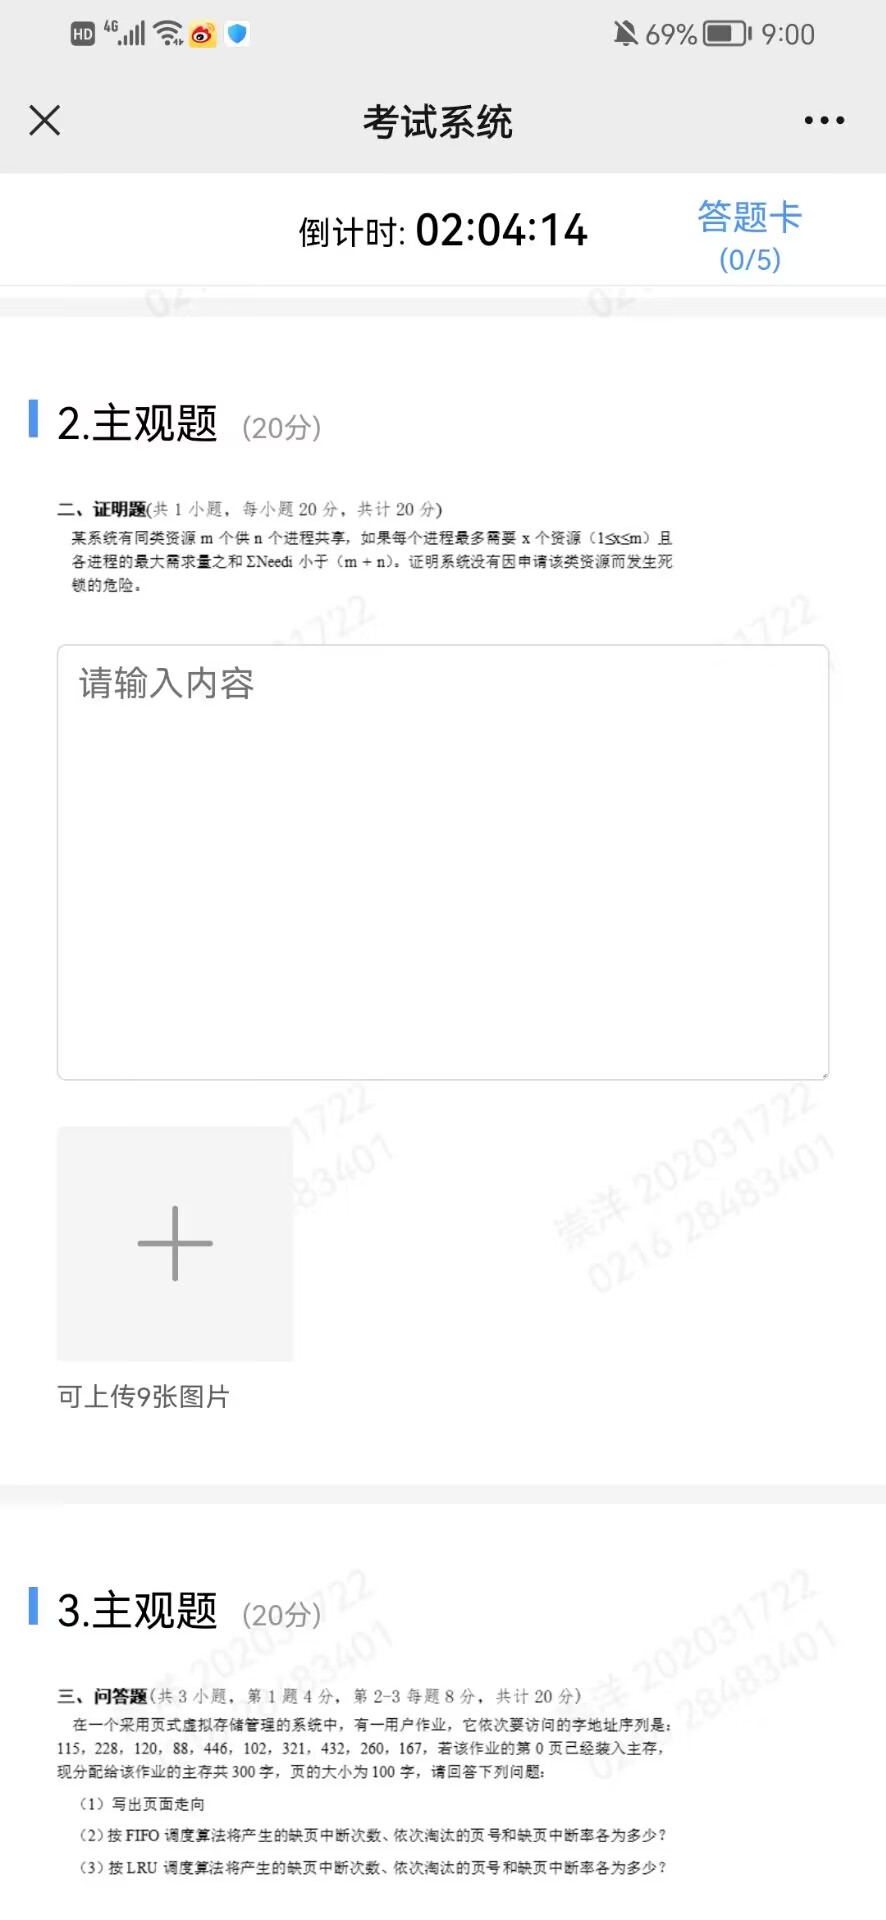 HD 4G 69% 9:00
考试系统
倒计时: 02:04:14
答题卡
(0/5)
2.主观题 (20分)
二、证明题(共 1 小题，每小题 20 分，共计 20 分)
某系统有同类资源 m 个供 n 个进程共享，如果每个进程最多需要 x 个资源（1≤x≤m）且
各进程的最大需求量之和 ΣNeedi 小于（m + n）。证明系统没有因申请该类资源而发生死
锁的危险。
请输入内容
崇洋 202031722
0216 28483401
可上传9张图片
3.主观题 (20分)
三、问答题(共 3 小题，第 1 题 4 分，第 2-3 每题 8 分，共计 20 分)
在一个采用页式虚拟存储管理的系统中，有一用户作业，它依次要访问的字地址序列是：
115，228，120，88，446，102，321，432，260，167，若该作业的第 0 页已经装入主存，
现分配给该作业的主存共 300 字，页的大小为 100 字，请回答下列问题：
（1）写出页面走向
（2）按 FIFO 调度算法将产生的缺页中断次数、依次淘汰的页号和缺页中断率各为多少？
（3）按 LRU 调度算法将产生的缺页中断次数、依次淘汰的页号和缺页中断率各为多少？